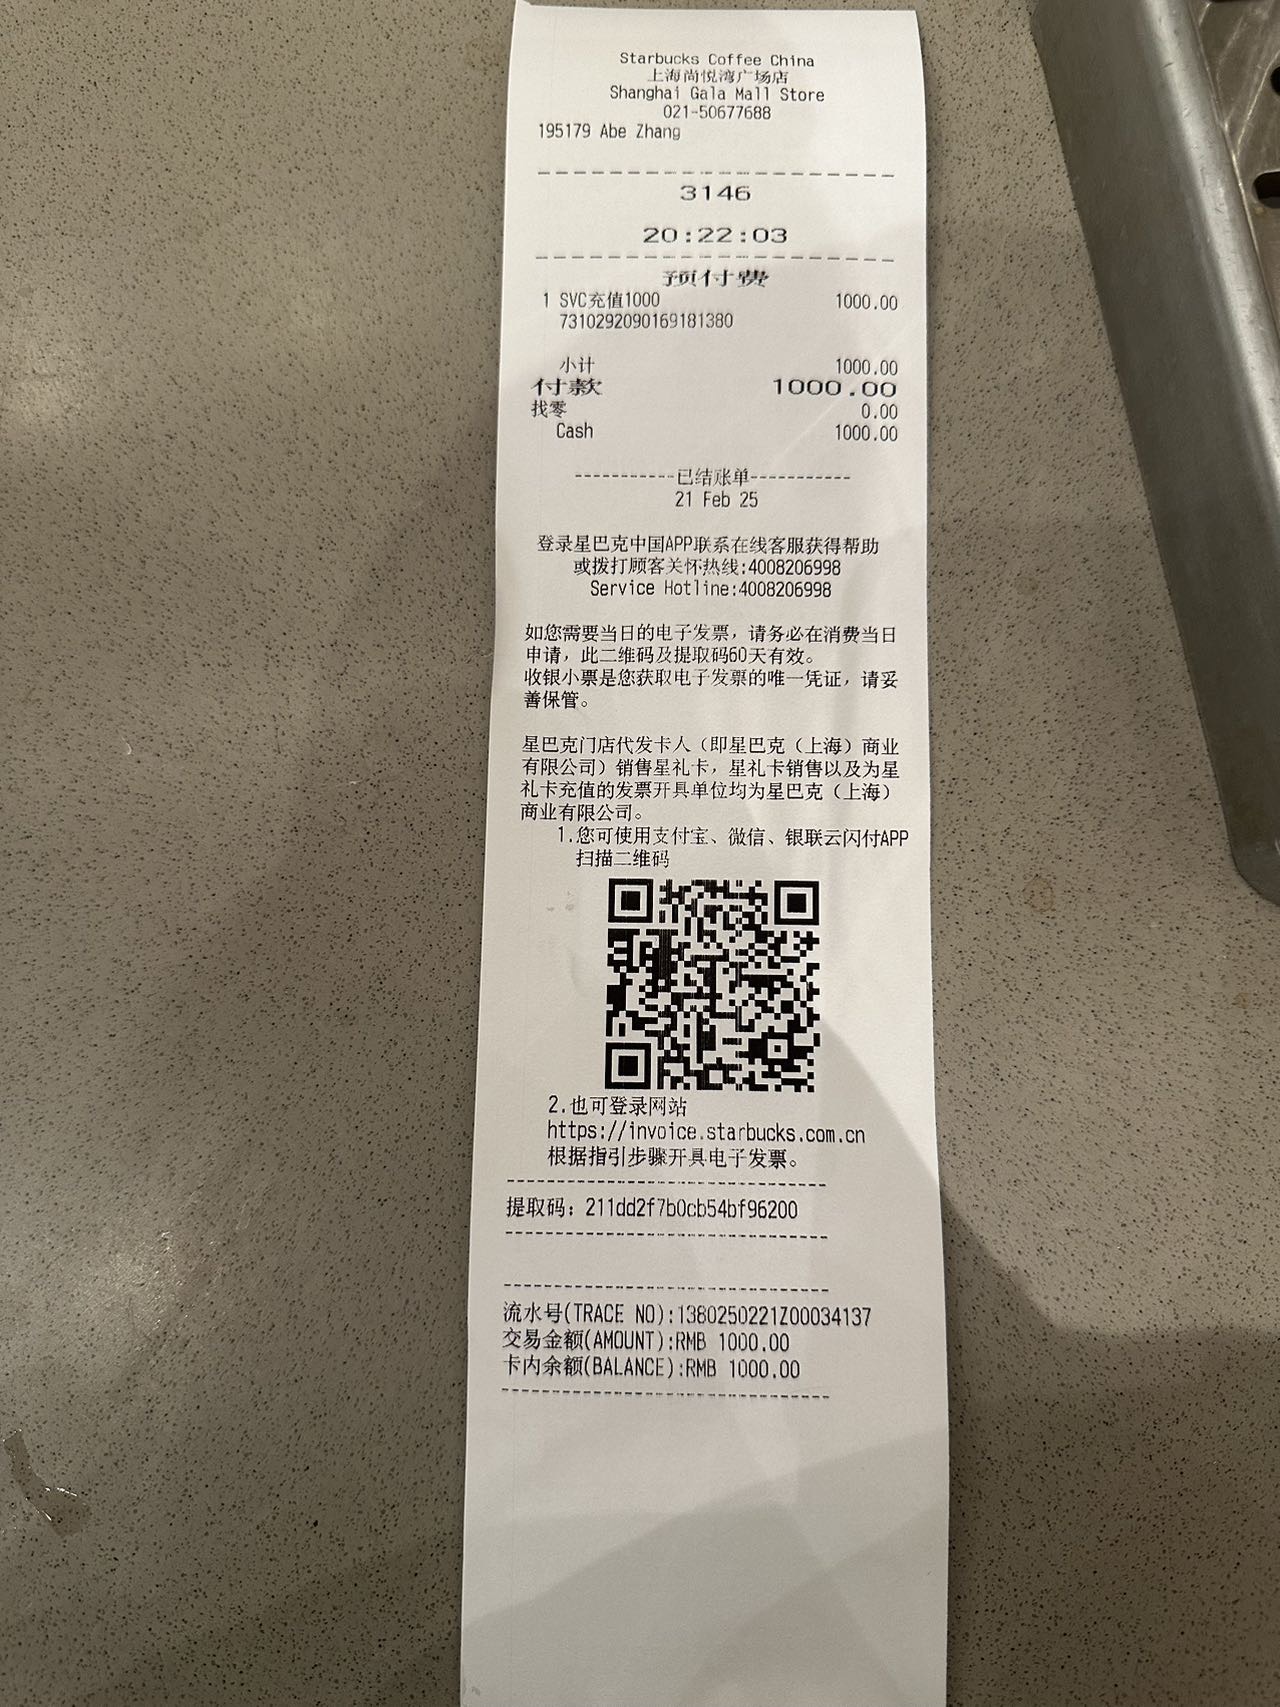 Starbucks Coffee China
上海尚悦湾广场店
Shanghai Gala Mall Store
021-50677688
195179 Abe Zhang
3146
20:22:03
预付费
1 SVC充值1000 1000.00
7310292090169181380
小计 1000.00
付款 1000.00
找零 0.00
Cash 1000.00
-----------已结账单-----------
21 Feb 25
登录星巴克中国APP联系在线客服获得帮助
或拨打顾客关怀热线:4008206998
Service Hotline:4008206998
如您需要当日的电子发票，请务必在消费当日
申请，此二维码及提取码60天有效。
收银小票是您获取电子发票的唯一凭证，请妥
善保管。
星巴克门店代发卡人（即星巴克（上海）商业
有限公司）销售星礼卡，星礼卡销售以及为星
礼卡充值的发票开具单位均为星巴克（上海）
商业有限公司。
1.您可使用支付宝、微信、银联云闪付APP
扫描二维码
2.也可登录网站
https://invoice.starbucks.com.cn
根据指引步骤开具电子发票。
提取码：211dd2f7b0cb54bf96200
流水号(TRACE NO):1380250221Z00034137
交易金额(AMOUNT):RMB 1000.00
卡内余额(BALANCE):RMB 1000.00